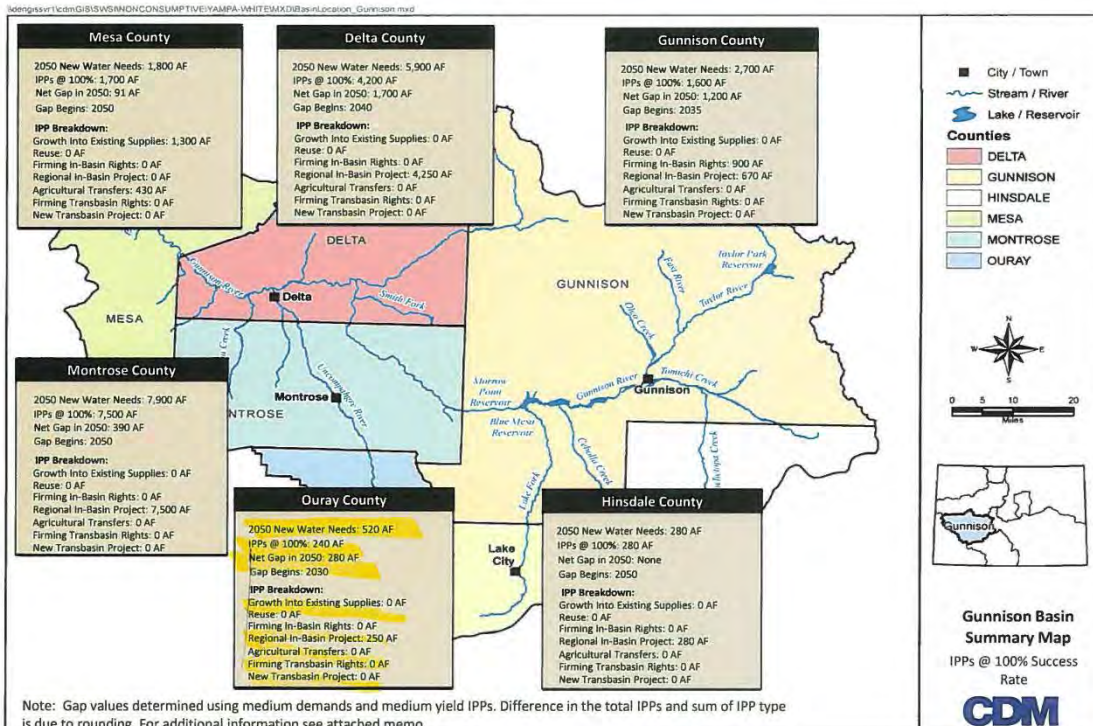 \\dengissvr1\cdmGIS\SWSI\NONCONSUMPTIVE\YAMPA-WHITE\MXD\BasinLocation_Gunnison.mxd
Mesa County
2050 New Water Needs: 1,800 AF
IPPs @ 100%: 1,700 AF
Net Gap in 2050: 91 AF
Gap Begins: 2050
IPP Breakdown:
Growth Into Existing Supplies: 1,300 AF
Reuse: 0 AF
Firming In-Basin Rights: 0 AF
Regional In-Basin Project: 0 AF
Agricultural Transfers: 430 AF
Firming Transbasin Rights: 0 AF
New Transbasin Project: 0 AF
Delta County
2050 New Water Needs: 5,900 AF
IPPs @ 100%: 4,200 AF
Net Gap in 2050: 1,700 AF
Gap Begins: 2040
IPP Breakdown:
Growth Into Existing Supplies: 0 AF
Reuse: 0 AF
Firming In-Basin Rights: 0 AF
Regional In-Basin Project: 4,250 AF
Agricultural Transfers: 0 AF
Firming Transbasin Rights: 0 AF
New Transbasin Project: 0 AF
Gunnison County
2050 New Water Needs: 2,700 AF
IPPs @ 100%: 1,600 AF
Net Gap in 2050: 1,200 AF
Gap Begins: 2035
IPP Breakdown:
Growth Into Existing Supplies: 0 AF
Reuse: 0 AF
Firming In-Basin Rights: 900 AF
Regional In-Basin Project: 670 AF
Agricultural Transfers: 0 AF
Firming Transbasin Rights: 0 AF
New Transbasin Project: 0 AF
City / Town
Stream / River
Lake / Reservoir
Counties
DELTA
GUNNISON
HINSDALE
MESA
MONTROSE
OURAY
DELTA
Gunnison River
Delta
Smith Fork
MESA
GUNNISON
Taylor Park
Reservoir
East River
Taylor River
Ohio Creek
Gunnison
Gunnison River
Tomichi Creek
Morrow
Point
Reservoir
Blue Mesa
Reservoir
Cebolla Creek
Lake Fork
Creek
Montrose
Uncompahgre River
NTROSE
Creek
Lake
City
N
W
E
S
0 5 10 20
Miles
Montrose County
2050 New Water Needs: 7,900 AF
IPPs @ 100%: 7,500 AF
Net Gap in 2050: 390 AF
Gap Begins: 2050
IPP Breakdown:
Growth Into Existing Supplies: 0 AF
Reuse: 0 AF
Firming In-Basin Rights: 0 AF
Regional In-Basin Project: 7,500 AF
Agricultural Transfers: 0 AF
Firming Transbasin Rights: 0 AF
New Transbasin Project: 0 AF
Ouray County
2050 New Water Needs: 520 AF
IPPs @ 100%: 240 AF
Net Gap in 2050: 280 AF
Gap Begins: 2030
IPP Breakdown:
Growth Into Existing Supplies: 0 AF
Reuse: 0 AF
Firming In-Basin Rights: 0 AF
Regional In-Basin Project: 250 AF
Agricultural Transfers: 0 AF
Firming Transbasin Rights: 0 AF
New Transbasin Project: 0 AF
Hinsdale County
2050 New Water Needs: 280 AF
IPPs @ 100%: 280 AF
Net Gap in 2050: None
Gap Begins: 2050
IPP Breakdown:
Growth Into Existing Supplies: 0 AF
Reuse: 0 AF
Firming In-Basin Rights: 0 AF
Regional In-Basin Project: 280 AF
Agricultural Transfers: 0 AF
Firming Transbasin Rights: 0 AF
New Transbasin Project: 0 AF
Gunnison
Gunnison Basin
Summary Map
IPPs @ 100% Success
Rate
CDM
Note: Gap values determined using medium demands and medium yield IPPs. Difference in the total IPPs and sum of IPP type
is due to rounding. For additional information see attached memo.